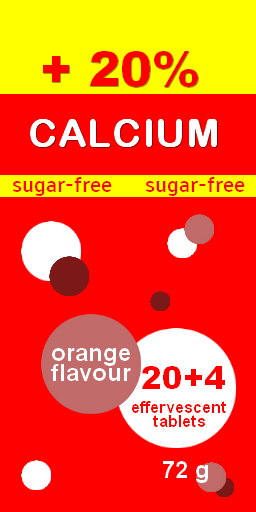 + 20%
CALCIUM
sugar-free sugar-free
orange
flavour
20+4
effervescent
tablets
72 g